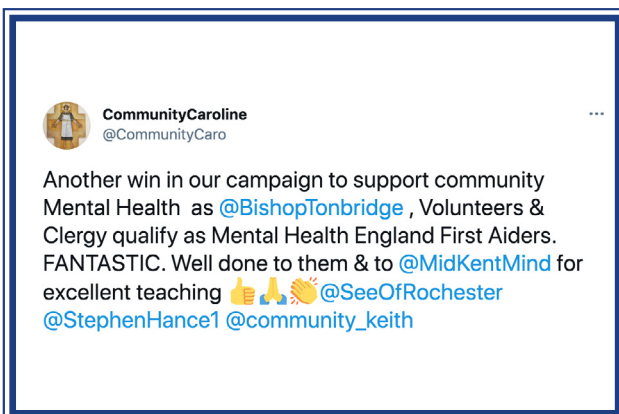 CommunityCaroline
@CommunityCaro
Another win in our campaign to support community
Mental Health as @BishopTonbridge , Volunteers &
Clergy qualify as Mental Health England First Aiders.
FANTASTIC. Well done to them & to @MidKentMind for
excellent teaching 👍🙏👏@SeeOfRochester
@StephenHance1 @community_keith